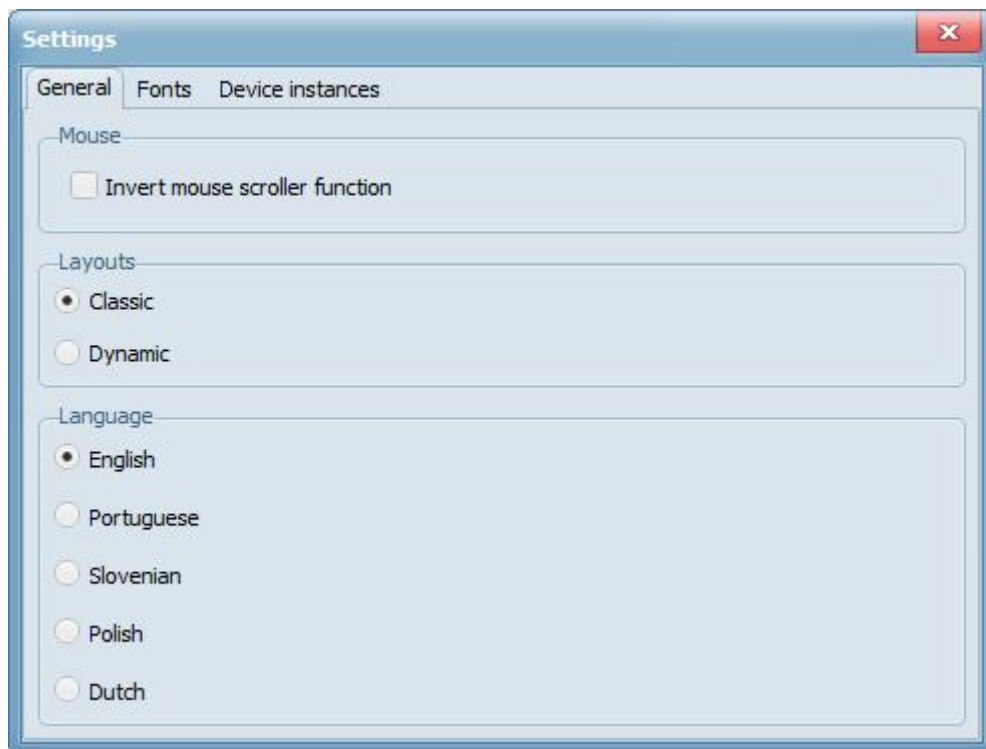 Settings
General Fonts Device instances
Mouse
Invert mouse scroller function
Layouts
Classic
Dynamic
Language
English
Portuguese
Slovenian
Polish
Dutch